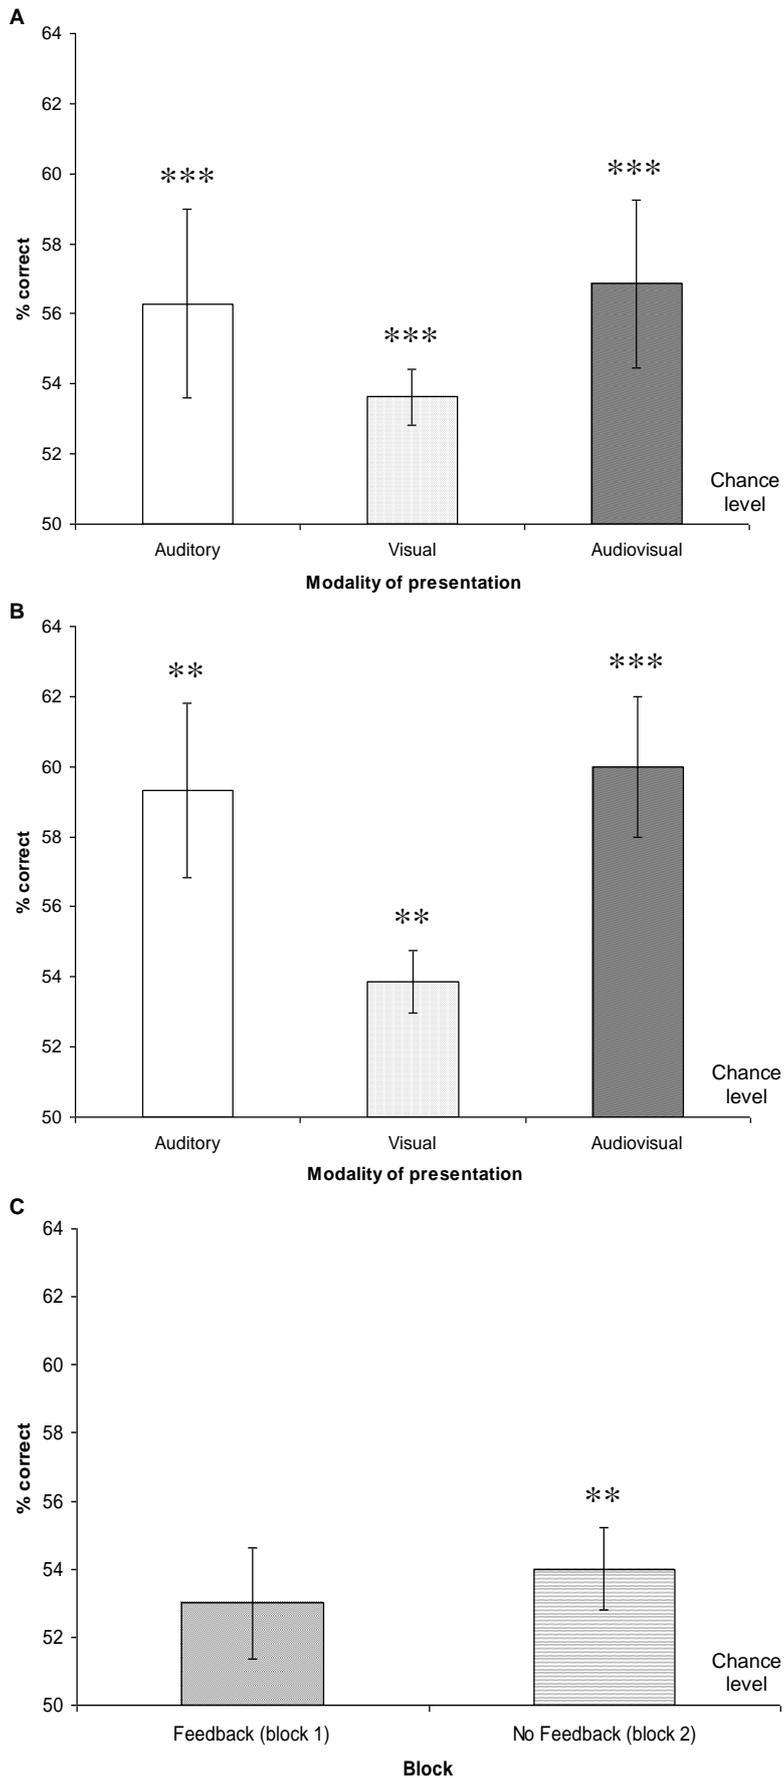 A
64
62
60
58
56
54
52
50
% correct
***
***
***
Chance
level
Auditory Visual Audiovisual
Modality of presentation
B
64
62
60
58
56
54
52
50
% correct
**
**
***
Chance
level
Auditory Visual Audiovisual
Modality of presentation
C
64
62
60
58
56
54
52
50
% correct
**
Chance
level
Feedback (block 1) No Feedback (block 2)
Block